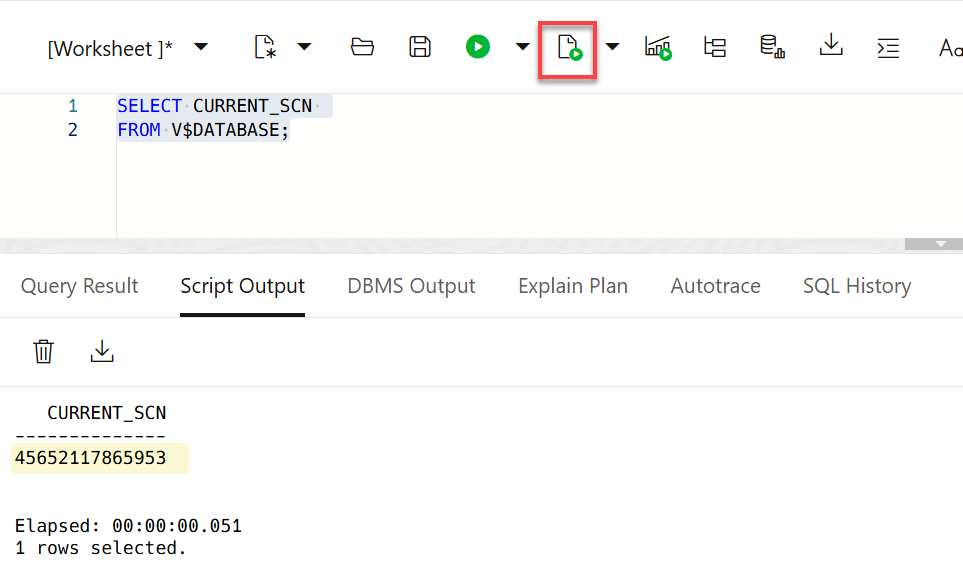 [Worksheet ]*
Aa
1 SELECT CURRENT_SCN
2 FROM V$DATABASE;
Query Result Script Output DBMS Output Explain Plan Autotrace SQL History
CURRENT_SCN
--------------
45652117865953
Elapsed: 00:00:00.051
1 rows selected.